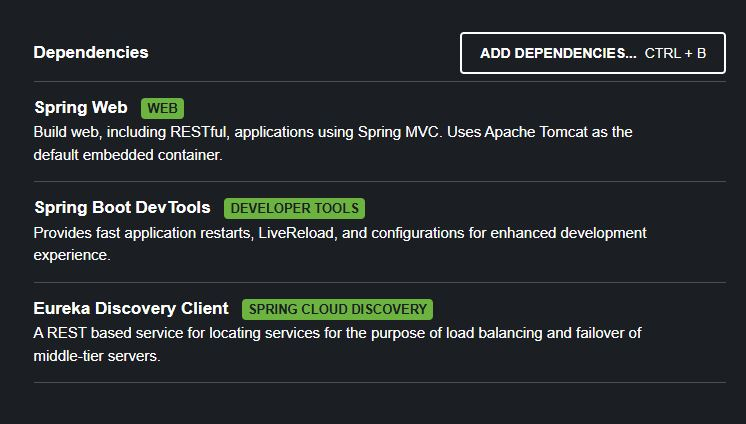 Dependencies
ADD DEPENDENCIES... CTRL + B
Spring Web WEB
Build web, including RESTful, applications using Spring MVC. Uses Apache Tomcat as the
default embedded container.
Spring Boot DevTools DEVELOPER TOOLS
Provides fast application restarts, LiveReload, and configurations for enhanced development
experience.
Eureka Discovery Client SPRING CLOUD DISCOVERY
A REST based service for locating services for the purpose of load balancing and failover of
middle-tier servers.